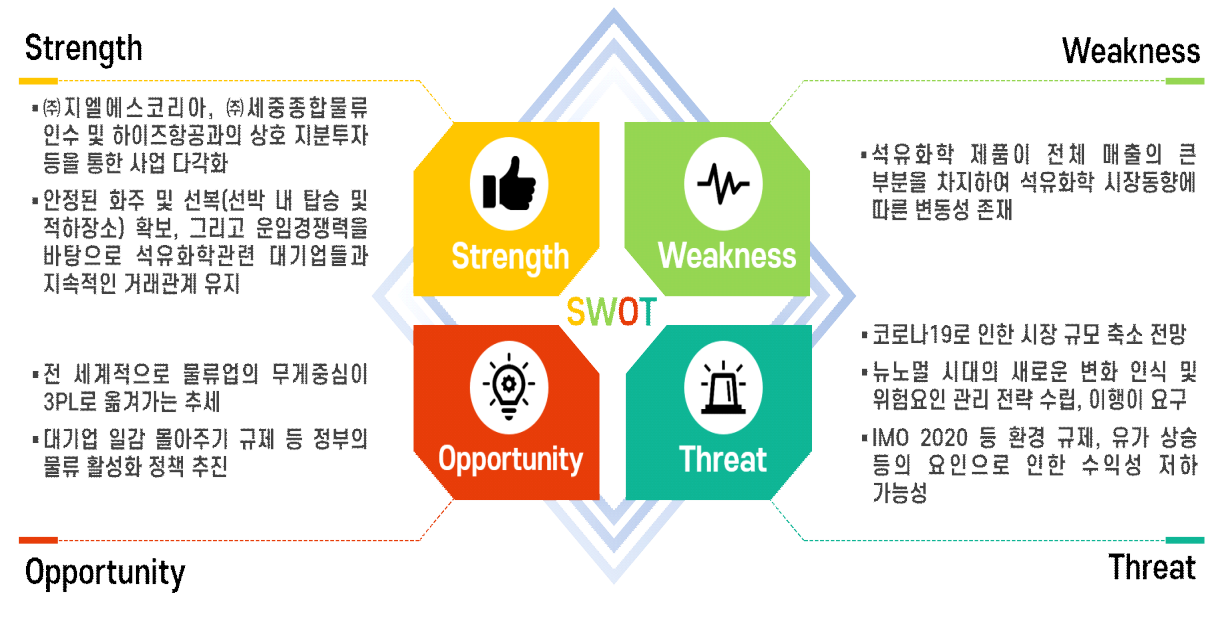 Strength
▪㈜지엘에스코리아, ㈜세중종합물류
인수 및 하이즈항공과의 상호 지분투자
등을 통한 사업 다각화
▪안정된 화주 및 선복(선박 내 탑승 및
적하장소) 확보, 그리고 운임경쟁력을
바탕으로 석유화학관련 대기업들과
지속적인 거래관계 유지
Weakness
▪석유화학 제품이 전체 매출의 큰
부분을 차지하여 석유화학 시장동향에
따른 변동성 존재
Strength
Weakness
SWOT
Opportunity
Threat
▪전 세계적으로 물류업의 무게중심이
3PL로 옮겨가는 추세
▪대기업 일감 몰아주기 규제 등 정부의
물류 활성화 정책 추진
Opportunity
▪코로나19로 인한 시장 규모 축소 전망
▪뉴노멀 시대의 새로운 변화 인식 및
위험요인 관리 전략 수립, 이행이 요구
▪IMO 2020 등 환경 규제, 유가 상승
등의 요인으로 인한 수익성 저하
가능성
Threat